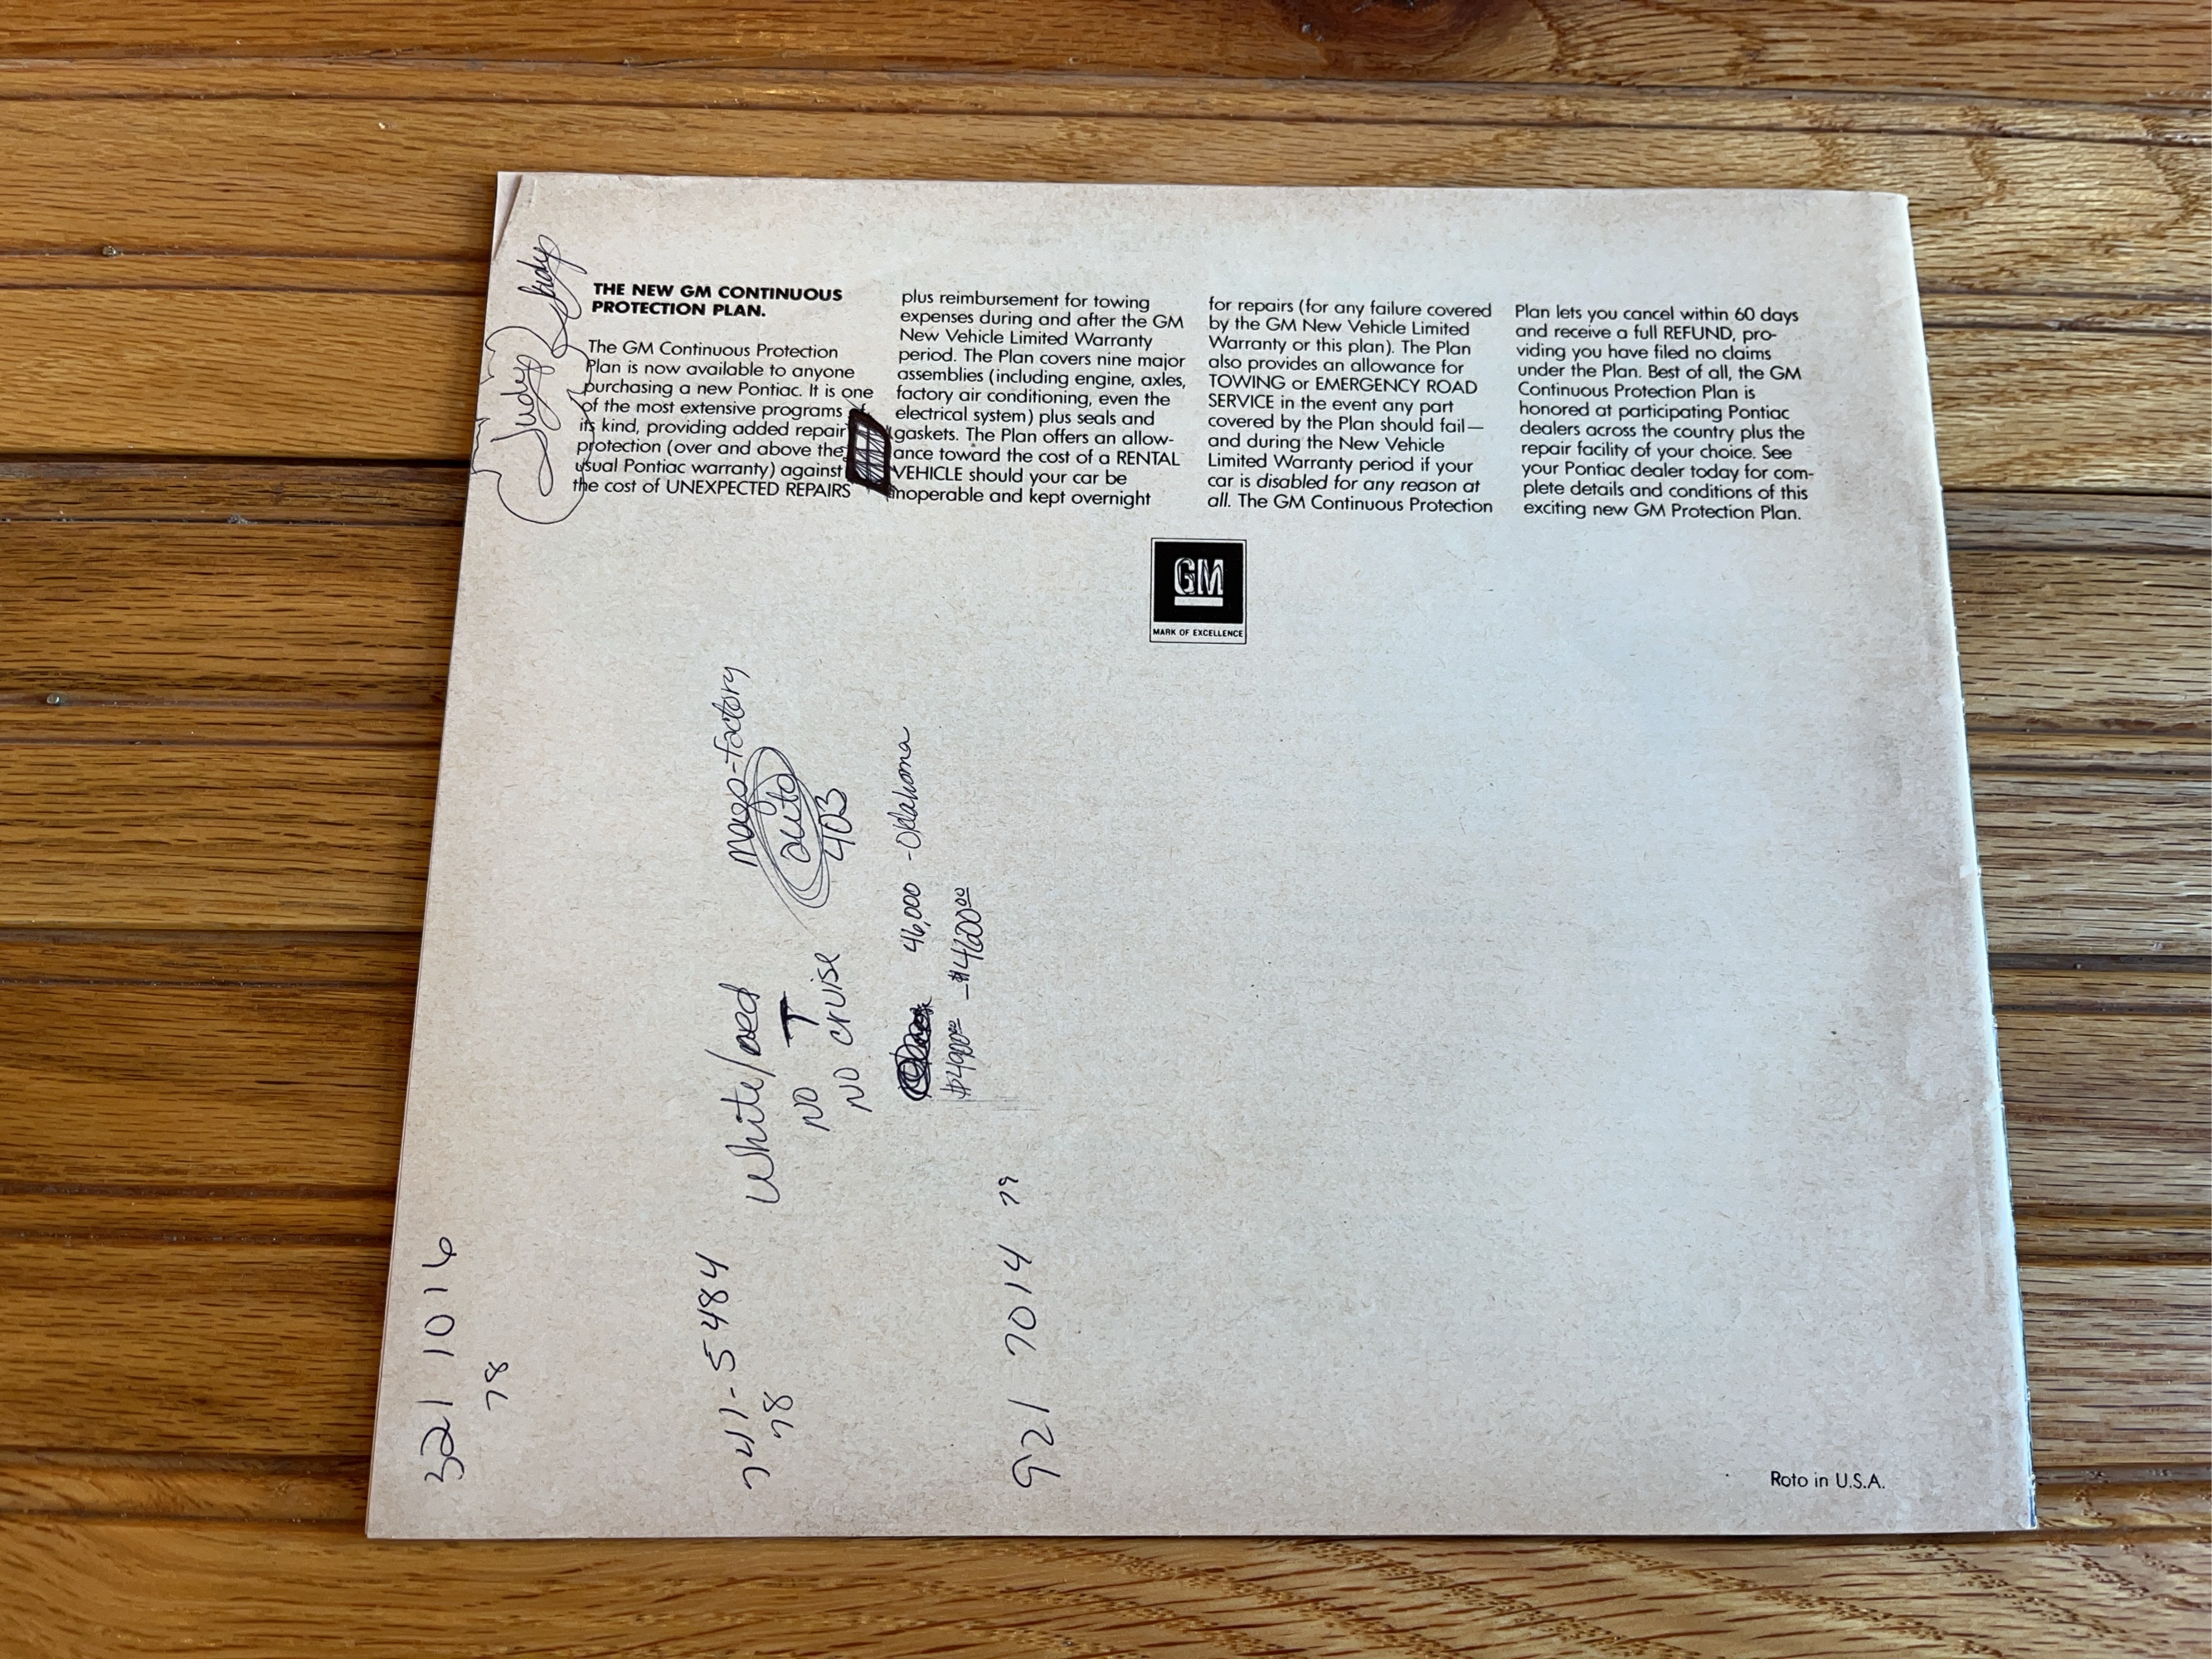 THE NEW GM CONTINUOUS
PROTECTION PLAN.
The GM Continuous Protection
Plan is now available to anyone
purchasing a new Pontiac. It is one
of the most extensive programs of
its kind, providing added repair
protection (over and above the
usual Pontiac warranty) against
the cost of UNEXPECTED REPAIRS
plus reimbursement for towing
expenses during and after the GM
New Vehicle Limited Warranty
period. The Plan covers nine major
assemblies (including engine, axles,
factory air conditioning, even the
electrical system) plus seals and
gaskets. The Plan offers an allow-
ance toward the cost of a RENTAL
VEHICLE should your car be
inoperable and kept overnight
for repairs (for any failure covered
by the GM New Vehicle Limited
Warranty or this plan). The Plan
also provides an allowance for
TOWING or EMERGENCY ROAD
SERVICE in the event any part
covered by the Plan should fail—
and during the New Vehicle
Limited Warranty period if your
car is disabled for any reason at
all. The GM Continuous Protection
Plan lets you cancel within 60 days
and receive a full REFUND, pro-
viding you have filed no claims
under the Plan. Best of all, the GM
Continuous Protection Plan is
honored at participating Pontiac
dealers across the country plus the
repair facility of your choice. See
your Pontiac dealer today for com-
plete details and conditions of this
exciting new GM Protection Plan.
GM
MARK OF EXCELLENCE
Judy
Judy
321 1016
78
741-5484
78
White/red
Mags-factory
NO T
auto
NO cruise
403
46,000 - Oklahoma
$4900.00 - $4600.00
921 7014 79
Roto in U.S.A.